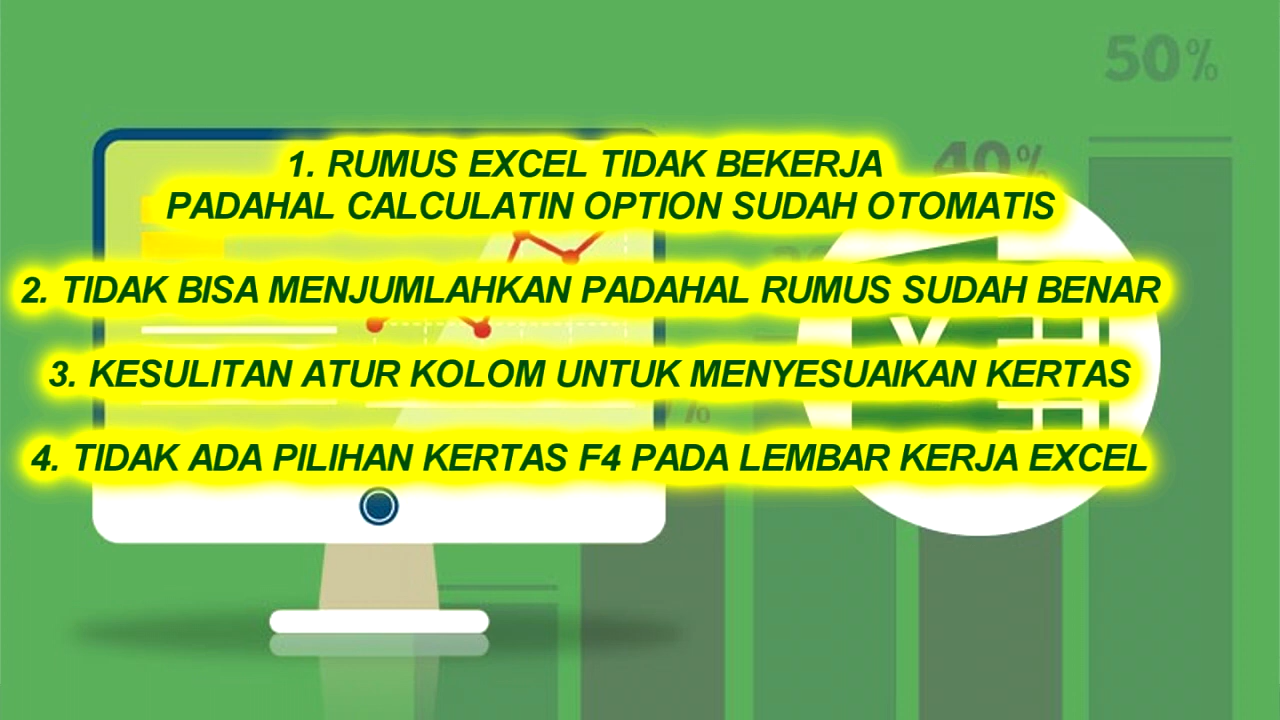 50%
40%
1. RUMUS EXCEL TIDAK BEKERJA
PADAHAL CALCULATIN OPTION SUDAH OTOMATIS
2. TIDAK BISA MENJUMLAHKAN PADAHAL RUMUS SUDAH BENAR
3. KESULITAN ATUR KOLOM UNTUK MENYESUAIKAN KERTAS
4. TIDAK ADA PILIHAN KERTAS F4 PADA LEMBAR KERJA EXCEL